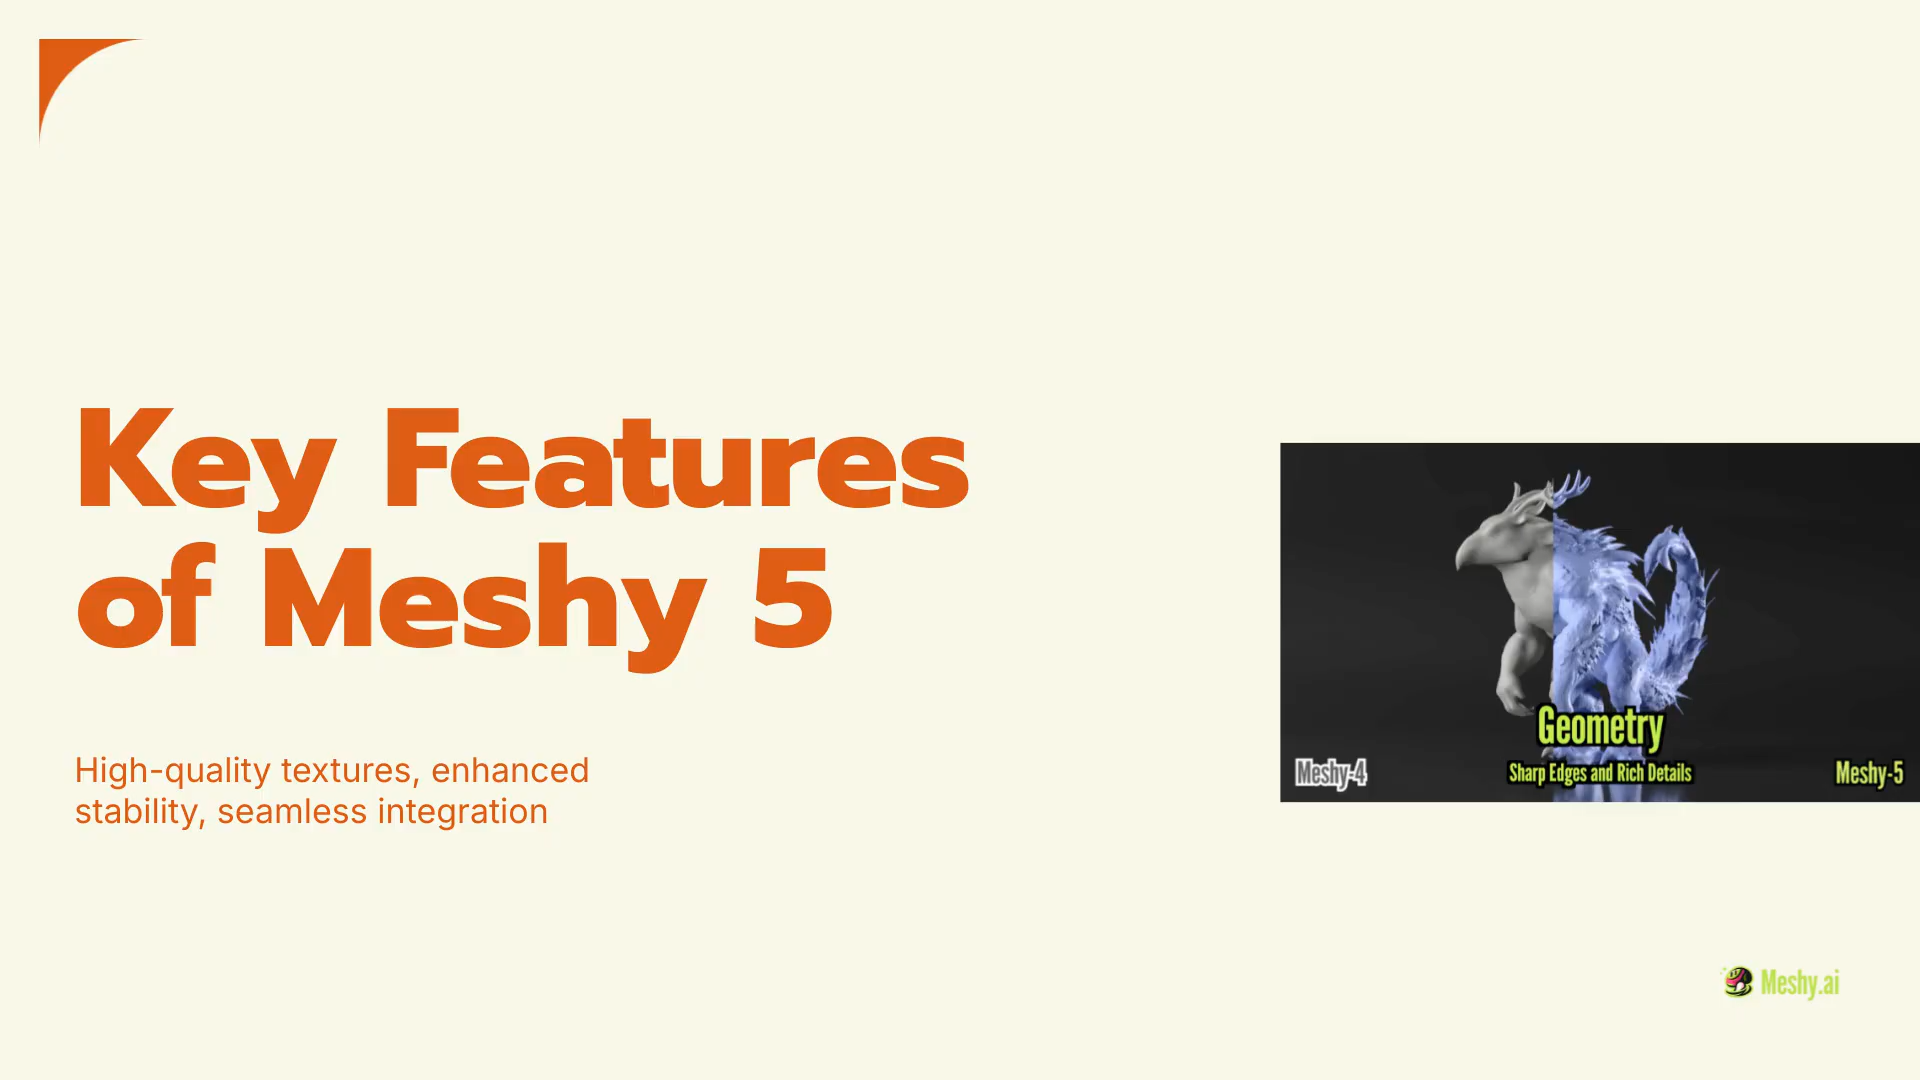 Key Features
of Meshy 5
High-quality textures, enhanced
stability, seamless integration
Geometry
Sharp Edges and Rich Details
Meshy-4
Meshy-5
Meshy.ai